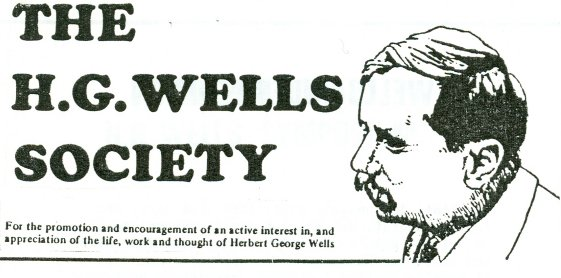 THE
H.G. WELLS
SOCIETY
For the promotion and encouragement of an active interest in, and
appreciation of the life, work and thought of Herbert George Wells